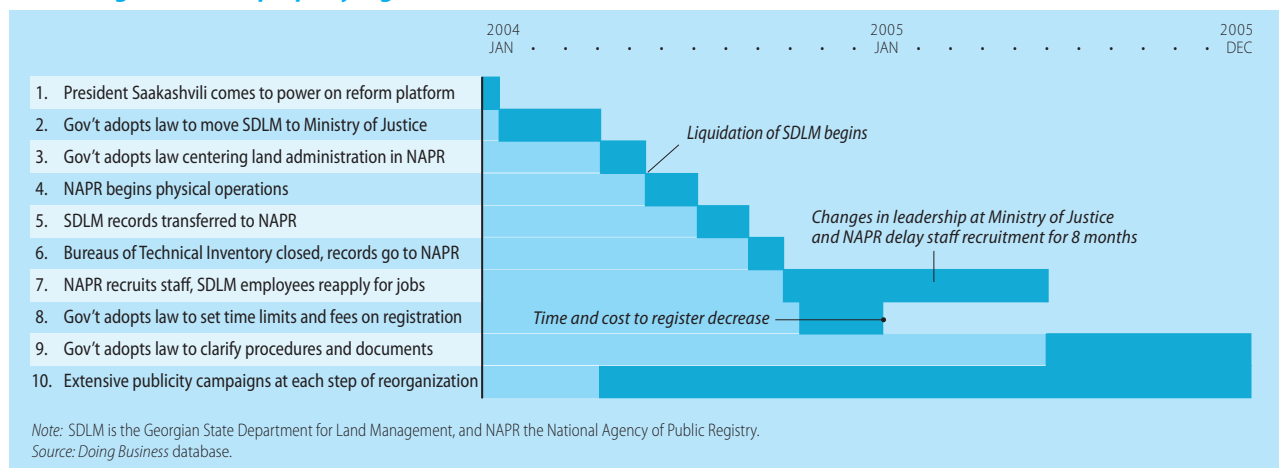 2004 2005 2005
JAN • • • • • • • • • • • JAN • • • • • • • • • • DEC
1. President Saakashvili comes to power on reform platform
2. Gov't adopts law to move SDLM to Ministry of Justice
Liquidation of SDLM begins
3. Gov't adopts law centering land administration in NAPR
4. NAPR begins physical operations
5. SDLM records transferred to NAPR
Changes in leadership at Ministry of Justice
and NAPR delay staff recruitment for 8 months
6. Bureaus of Technical Inventory closed, records go to NAPR
7. NAPR recruits staff, SDLM employees reapply for jobs
8. Gov't adopts law to set time limits and fees on registration
Time and cost to register decrease
9. Gov't adopts law to clarify procedures and documents
10. Extensive publicity campaigns at each step of reorganization
Note: SDLM is the Georgian State Department for Land Management, and NAPR the National Agency of Public Registry.
Source: Doing Business database.